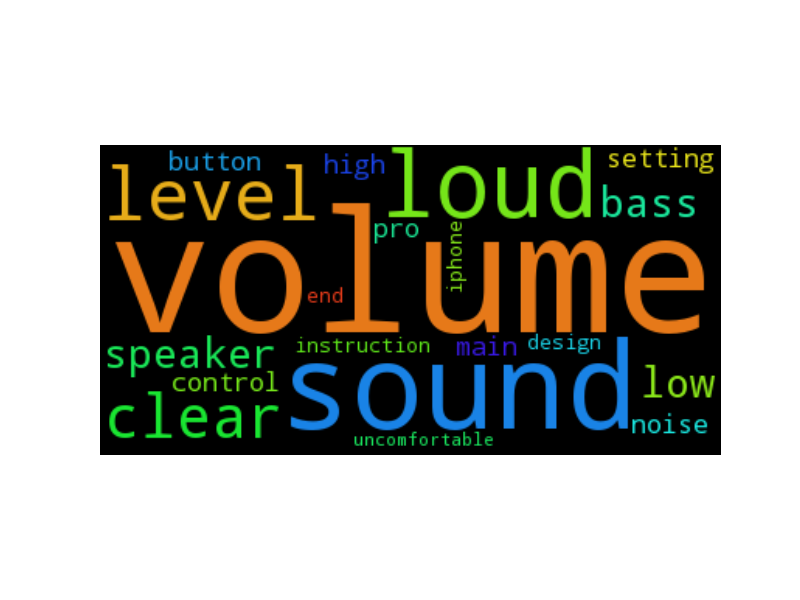 button
high
loud
setting
level
bass
pro
iphone
volume
end
speaker
instruction
main
design
control
sound
low
clear
noise
uncomfortable